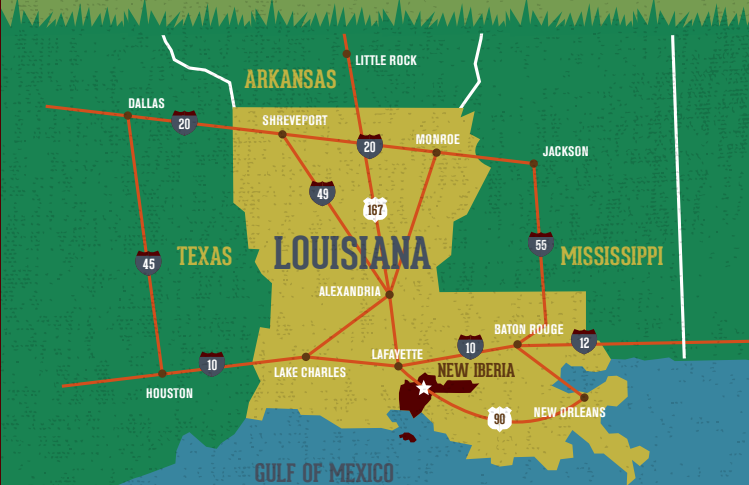 LITTLE ROCK
ARKANSAS
DALLAS
20
SHREVEPORT
20
MONROE
JACKSON
49
167
55
45
TEXAS
LOUISIANA
MISSISSIPPI
ALEXANDRIA
BATON ROUGE
12
10
10
LAFAYETTE
LAKE CHARLES
NEW IBERIA
HOUSTON
90
NEW ORLEANS
GULF OF MEXICO